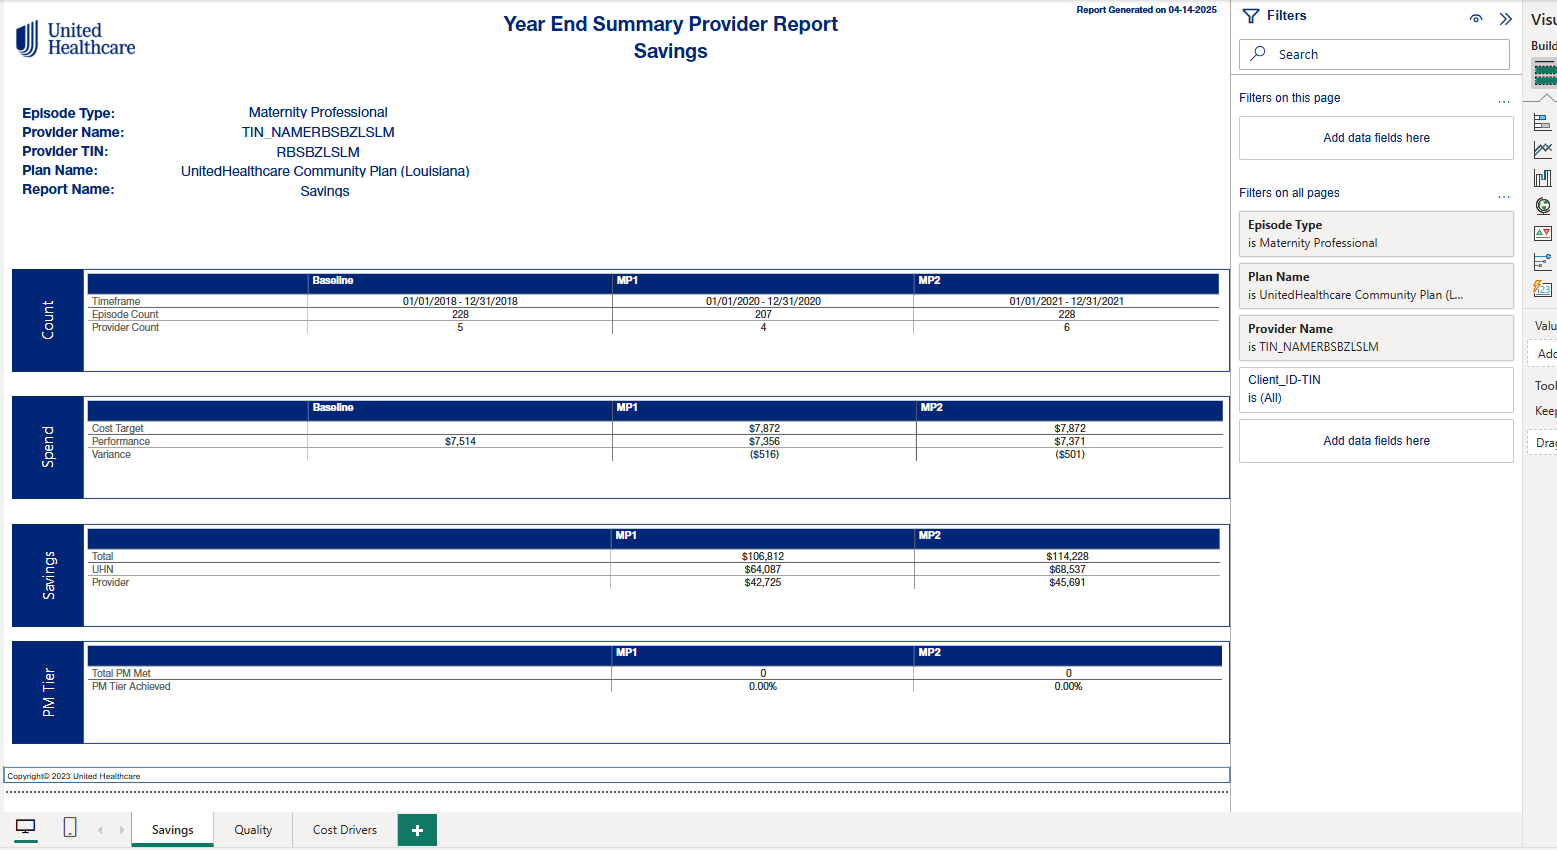 United
Healthcare
Year End Summary Provider Report
Savings
Report Generated on 04-14-2025
Episode Type: Maternity Professional
Provider Name: TIN_NAMERBSBZLSLM
Provider TIN: RBSBZLSLM
Plan Name: UnitedHealthcare Community Plan (Louisiana)
Report Name: Savings
Count
Baseline MP1 MP2
Timeframe 01/01/2018 - 12/31/2018 01/01/2020 - 12/31/2020 01/01/2021 - 12/31/2021
Episode Count 228 207 228
Provider Count 5 4 6
Spend
Baseline MP1 MP2
Cost Target $7,872 $7,872
Performance $7,514 $7,356 $7,371
Variance ($516) ($501)
Savings
MP1 MP2
Total $106,812 $114,228
UHN $64,087 $68,537
Provider $42,725 $45,691
PM Tier
MP1 MP2
Total PM Met 0 0
PM Tier Achieved 0.00% 0.00%
Copyright© 2023 United Healthcare
Savings Quality Cost Drivers +
Filters
Search
Filters on this page ...
Add data fields here
Filters on all pages ...
Episode Type
is Maternity Professional
Plan Name
is UnitedHealthcare Community Plan (L...
Provider Name
is TIN_NAMERBSBZLSLM
Client_ID-TIN
is (All)
Add data fields here
Visu
Build
123
Valu
Add
Tool
Keep
Drag